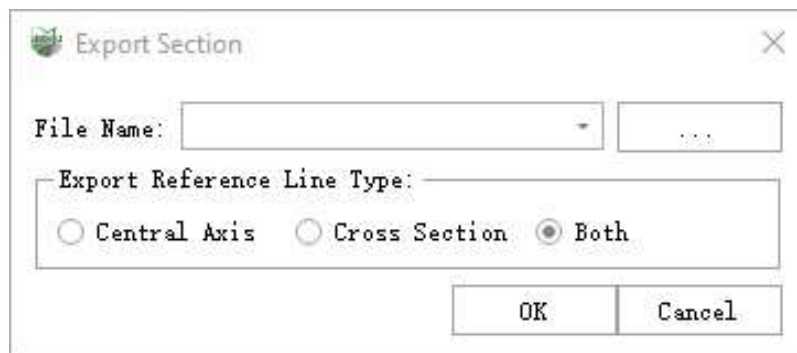 Export Section
File Name: ...
Export Reference Line Type:
Central Axis Cross Section Both
OK Cancel